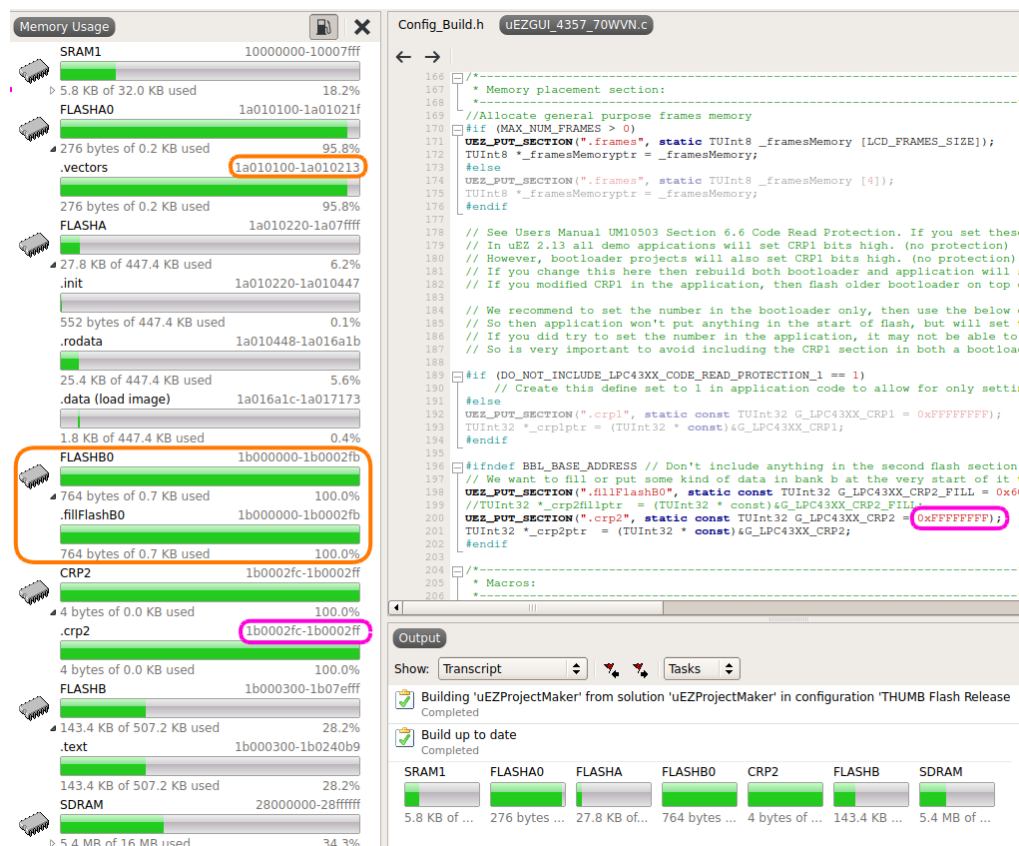 Memory Usage
SRAM1 10000000-10007fff
5.8 KB of 32.0 KB used 18.2%
FLASHA0 1a010100-1a01021f
276 bytes of 0.2 KB used 95.8%
.vectors 1a010100-1a010213
276 bytes of 0.2 KB used 95.8%
FLASHA 1a010220-1a07ffff
27.8 KB of 447.4 KB used 6.2%
.init 1a010220-1a010447
552 bytes of 447.4 KB used 0.1%
.rodata 1a010448-1a016a1b
25.4 KB of 447.4 KB used 5.6%
.data (load image) 1a016a1c-1a017173
1.8 KB of 447.4 KB used 0.4%
FLASHB0 1b000000-1b0002fb
764 bytes of 0.7 KB used 100.0%
.fillFlashB0 1b000000-1b0002fb
764 bytes of 0.7 KB used 100.0%
CRP2 1b0002fc-1b0002ff
4 bytes of 0.0 KB used 100.0%
.crp2 1b0002fc-1b0002ff
4 bytes of 0.0 KB used 100.0%
FLASHB 1b000300-1b07efff
143.4 KB of 507.2 KB used 28.2%
.text 1b000300-1b0240b9
143.4 KB of 507.2 KB used 28.2%
SDRAM 28000000-28ffffff
5.4 MB of 16 MB used 34.3%
Config_Build.h uEZGUI_4357_70WVN.c
166 /*-----------------------------------------------------------------
167 * Memory placement section:
168 *-----------------------------------------------------------------
169 //Allocate general purpose frames memory
170 #if (MAX_NUM_FRAMES > 0)
171 UEZ_PUT_SECTION(".frames", static TUInt8 _framesMemory [LCD_FRAMES_SIZE]);
172 TUInt8 *_framesMemoryptr = _framesMemory;
173 #else
174 UEZ_PUT_SECTION(".frames", static TUInt8 _framesMemory [4]);
175 TUInt8 *_framesMemoryptr = _framesMemory;
176 #endif
177
178 // See Users Manual UM10503 Section 6.6 Code Read Protection. If you set these
179 // In uEZ 2.13 all demo appications will set CRP1 bits high. (no protection)
180 // However, bootloader projects will also set CRP1 bits high. (no protection)
181 // If you change this here then rebuild both bootloader and application will
182 // If you modified CRP1 in the application, then flash older bootloader on top
183
184 // We recommend to set the number in the bootloader only, then use the below
185 // So then application won't put anything in the start of flash, but will set
186 // If you did try to set the number in the application, it may not be able to
187 // So is very important to avoid including the CRP1 section in both a bootloa
188
189 #if (DO_NOT_INCLUDE_LPC43XX_CODE_READ_PROTECTION_1 == 1)
190 // Create this define set to 1 in application code to allow for only setti
191 #else
192 UEZ_PUT_SECTION(".crp1", static const TUInt32 G_LPC43XX_CRP1 = 0xFFFFFFFF);
193 TUInt32 *_crp1ptr = (TUInt32 * const)&G_LPC43XX_CRP1;
194 #endif
195
196 #ifndef BBL_BASE_ADDRESS // Don't include anything in the second flash section
197 // We want to fill or put some kind of data in bank b at the very start of it
198 UEZ_PUT_SECTION(".fillFlashB0", static const TUInt32 G_LPC43XX_CRP2_FILL = 0x6
199 //TUInt32 *_crp2fillptr = (TUInt32 * const)&G_LPC43XX_CRP2_FILL;
200 UEZ_PUT_SECTION(".crp2", static const TUInt32 G_LPC43XX_CRP2 = 0xFFFFFFFF);
201 TUInt32 *_crp2ptr = (TUInt32 * const)&G_LPC43XX_CRP2;
202 #endif
203
204 /*-----------------------------------------------------------------
205 * Macros:
206 *-----------------------------------------------------------------
Output
Show: Transcript Tasks
Building 'uEZProjectMaker' from solution 'uEZProjectMaker' in configuration 'THUMB Flash Release
Completed
Build up to date
Completed
SRAM1 FLASHA0 FLASHA FLASHB0 CRP2 FLASHB SDRAM
5.8 KB of ... 276 bytes ... 27.8 KB of... 764 bytes ... 4 bytes of ... 143.4 KB ... 5.4 MB of ...